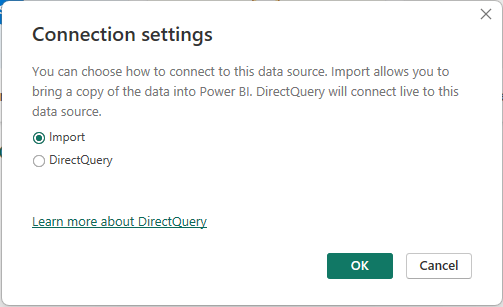 Connection settings
You can choose how to connect to this data source. Import allows you to
bring a copy of the data into Power BI. DirectQuery will connect live to this
data source.
Import
DirectQuery
Learn more about DirectQuery
OK
Cancel